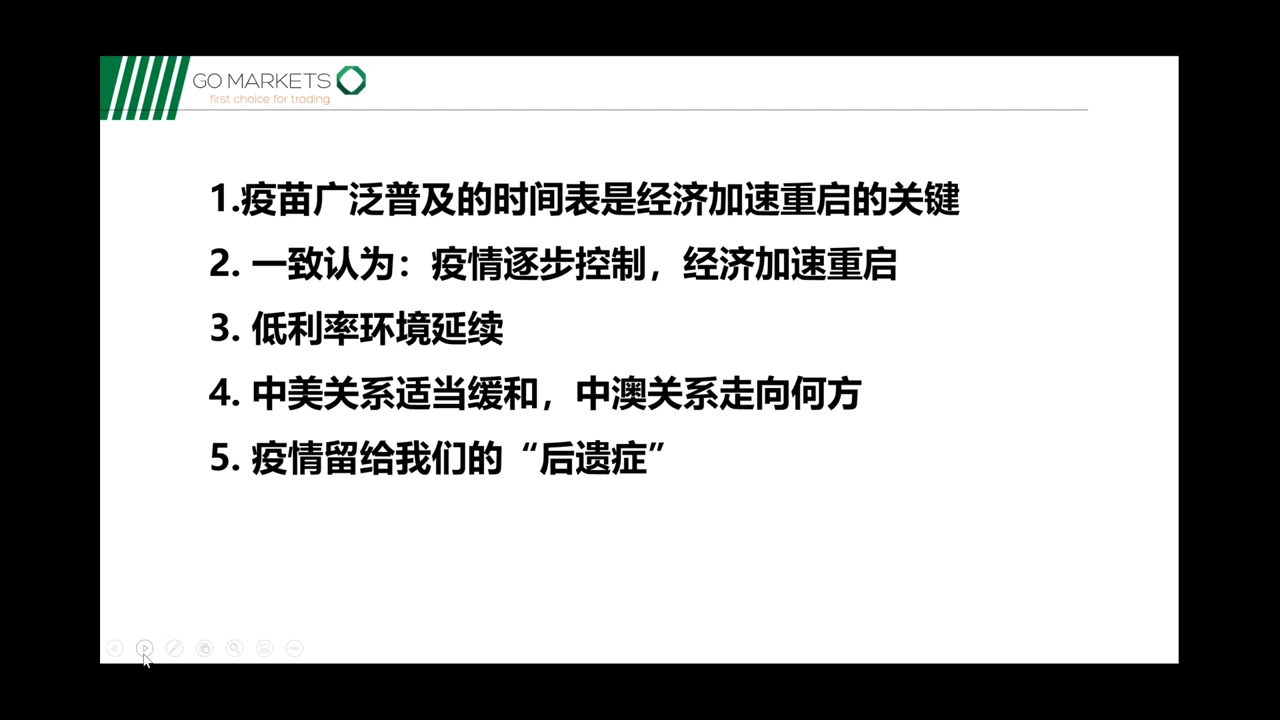 GO MARKETS
first choice for trading
1.疫苗广泛普及的时间表是经济加速重启的关键
2. 一致认为：疫情逐步控制，经济加速重启
3. 低利率环境延续
4. 中美关系适当缓和，中澳关系走向何方
5. 疫情留给我们的“后遗症”